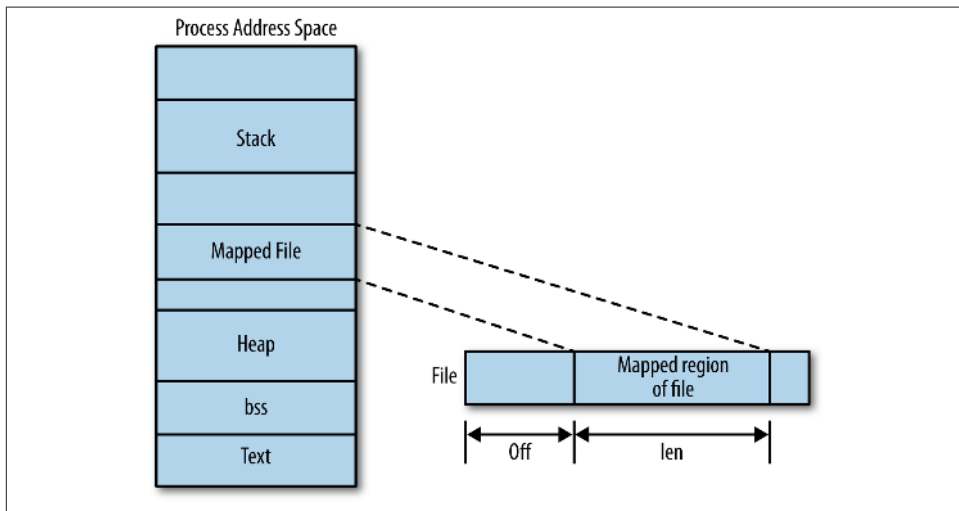 Process Address Space
Stack
Mapped File
Heap
bss
Text
File
Mapped region
of file
Off
len